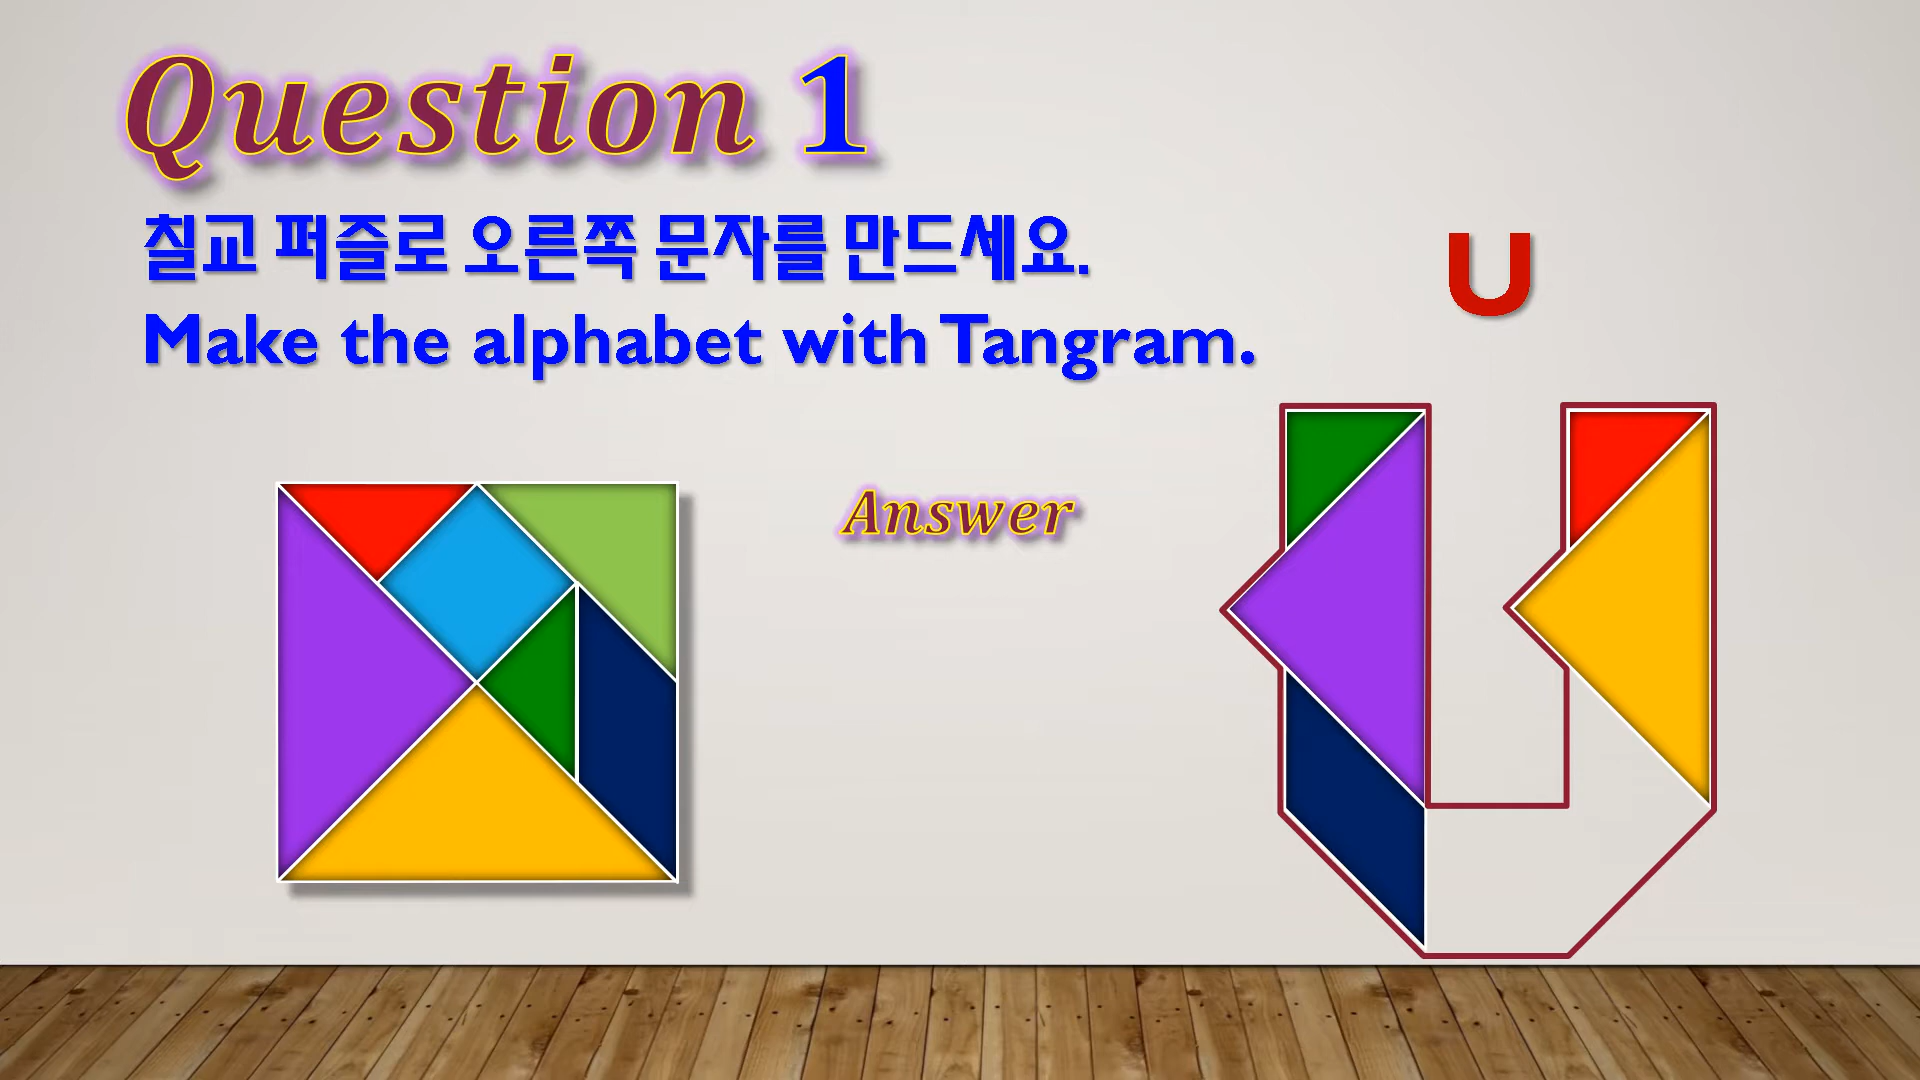 Question 1
칠교 퍼즐로 오른쪽 문자를 만드세요.
U
Make the alphabet with Tangram.
Answer